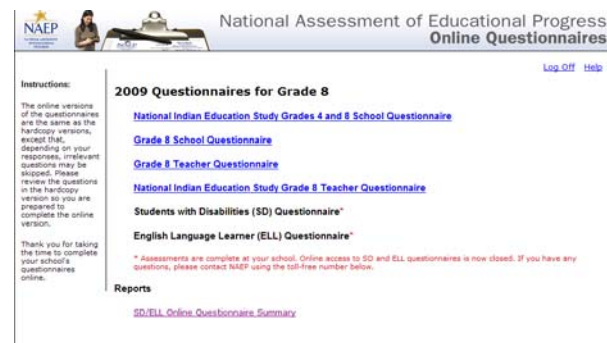 NAEP
National Assessment of Educational Progress
Online Questionnaires
Log Off Help
Instructions:
The online versions
of the questionnaires
are the same as the
hardcopy versions,
except that,
depending on your
responses, irrelevant
questions may be
skipped. Please
review the questions
in the hardcopy
version so you are
prepared to
complete the online
version.
Thank you for taking
the time to complete
your school's
questionnaires
online.
2009 Questionnaires for Grade 8
National Indian Education Study Grades 4 and 8 School Questionnaire
Grade 8 School Questionnaire
Grade 8 Teacher Questionnaire
National Indian Education Study Grade 8 Teacher Questionnaire
Students with Disabilities (SD) Questionnaire*
English Language Learner (ELL) Questionnaire*
* Assessments are complete at your school. Online access to SD and ELL questionnaires is now closed. If you have any
questions, please contact NAEP using the toll-free number below.
Reports
SD/ELL Online Questionnaire Summary